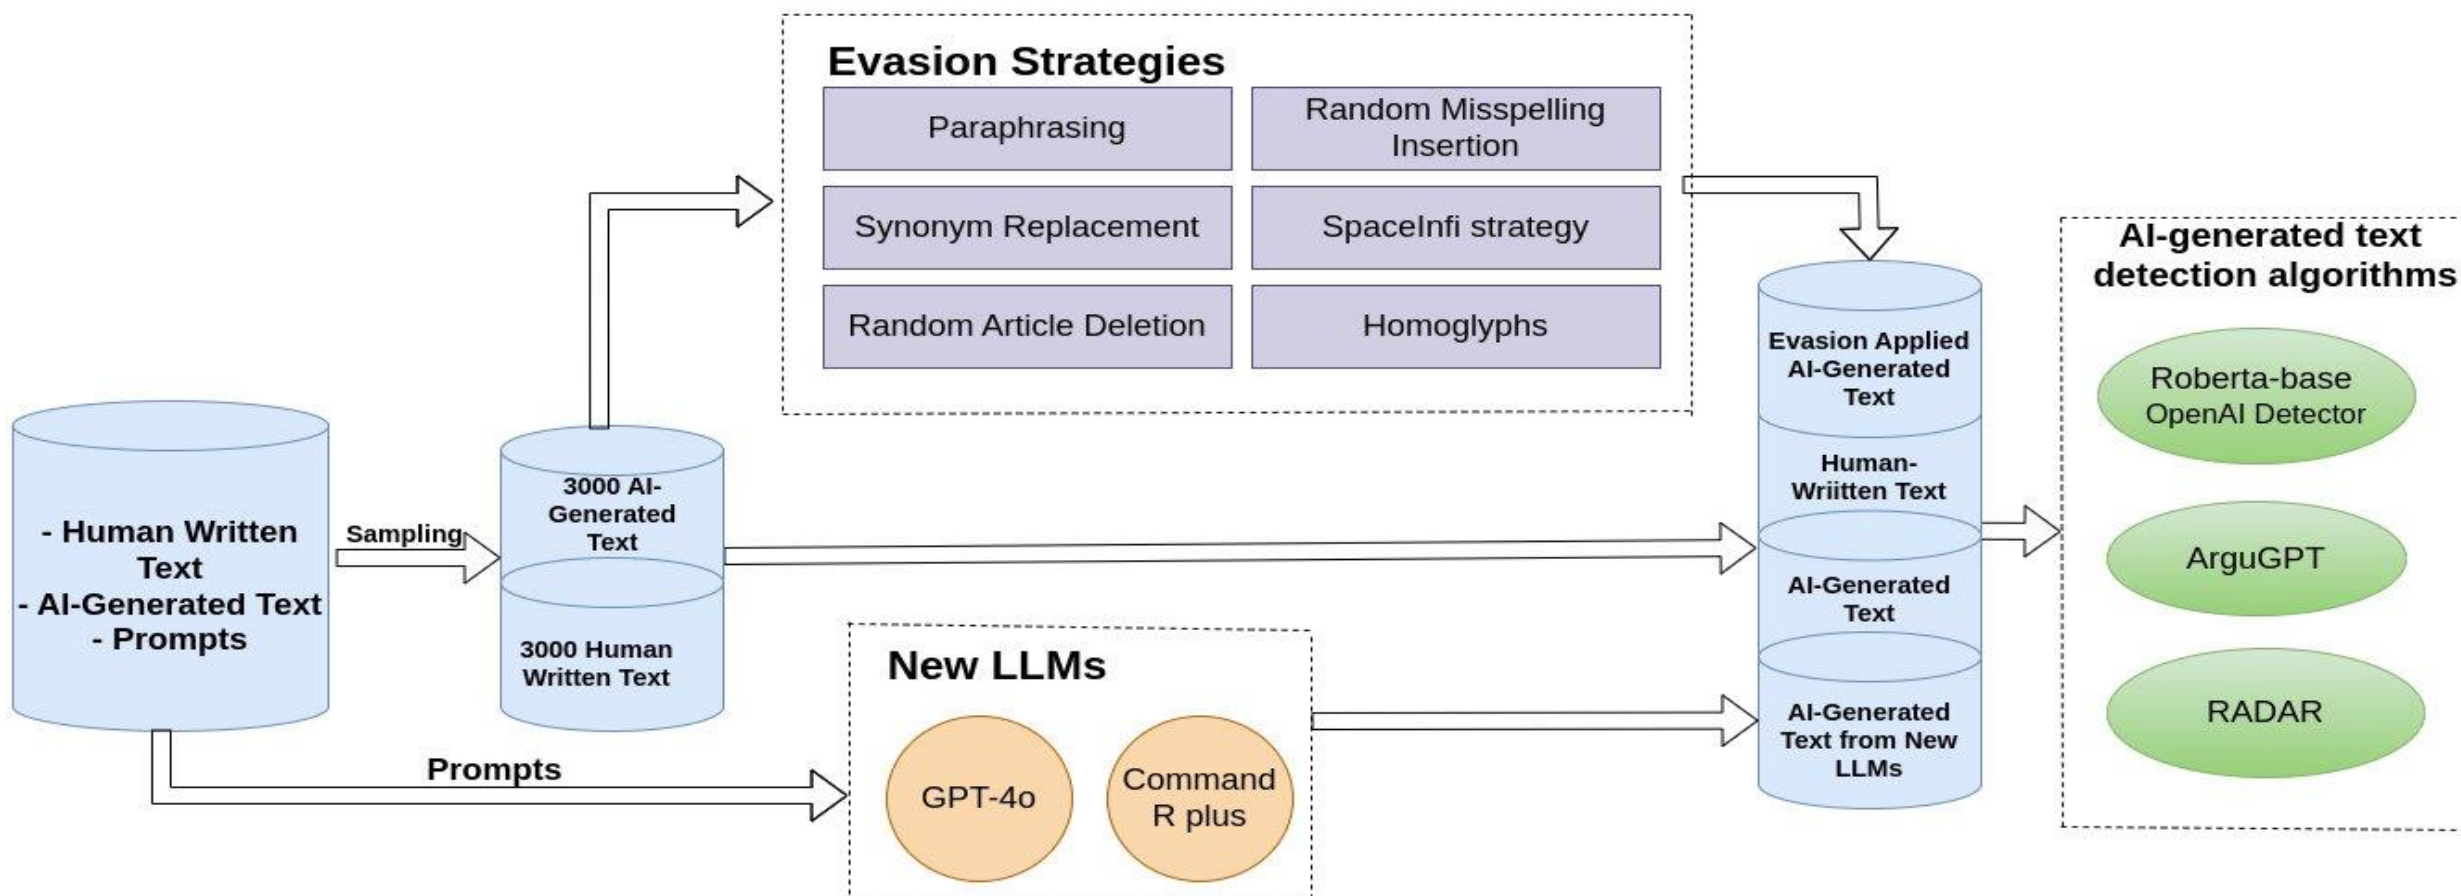 Evasion Strategies
Paraphrasing
Random Misspelling
Insertion
Synonym Replacement
SpaceInfi strategy
Random Article Deletion
Homoglyphs
- Human Written
Text
- AI-Generated Text
- Prompts
Sampling
3000 AI-
Generated
Text
3000 Human
Written Text
Prompts
New LLMs
GPT-4o
Command
R plus
Evasion Applied
AI-Generated
Text
Human-
Wriitten Text
AI-Generated
Text
AI-Generated
Text from New
LLMs
AI-generated text
detection algorithms
Roberta-base
OpenAI Detector
ArguGPT
RADAR